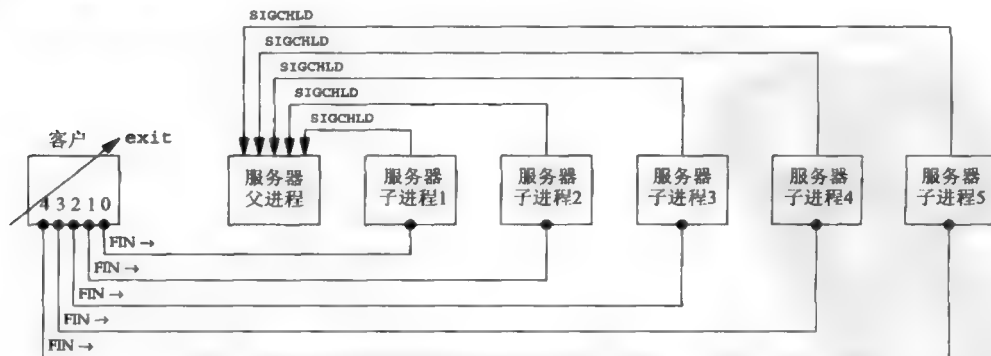 SIGCHLD
SIGCHLD
SIGCHLD
SIGCHLD
SIGCHLD
客户
exit
4 3 2 1 0
服务器
父进程
服务器
子进程1
服务器
子进程2
服务器
子进程3
服务器
子进程4
服务器
子进程5
FIN →
FIN →
FIN →
FIN →
FIN →